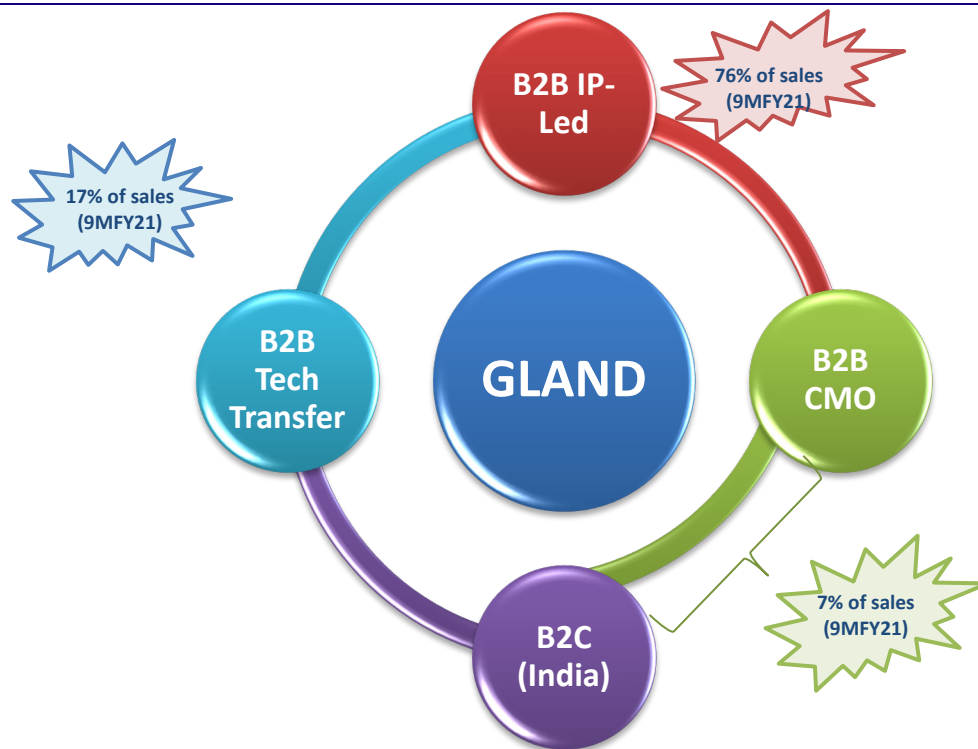 B2B IP-
Led
76% of sales
(9MFY21)
17% of sales
(9MFY21)
B2B
Tech
Transfer
GLAND
B2B
CMO
7% of sales
(9MFY21)
B2C
(India)